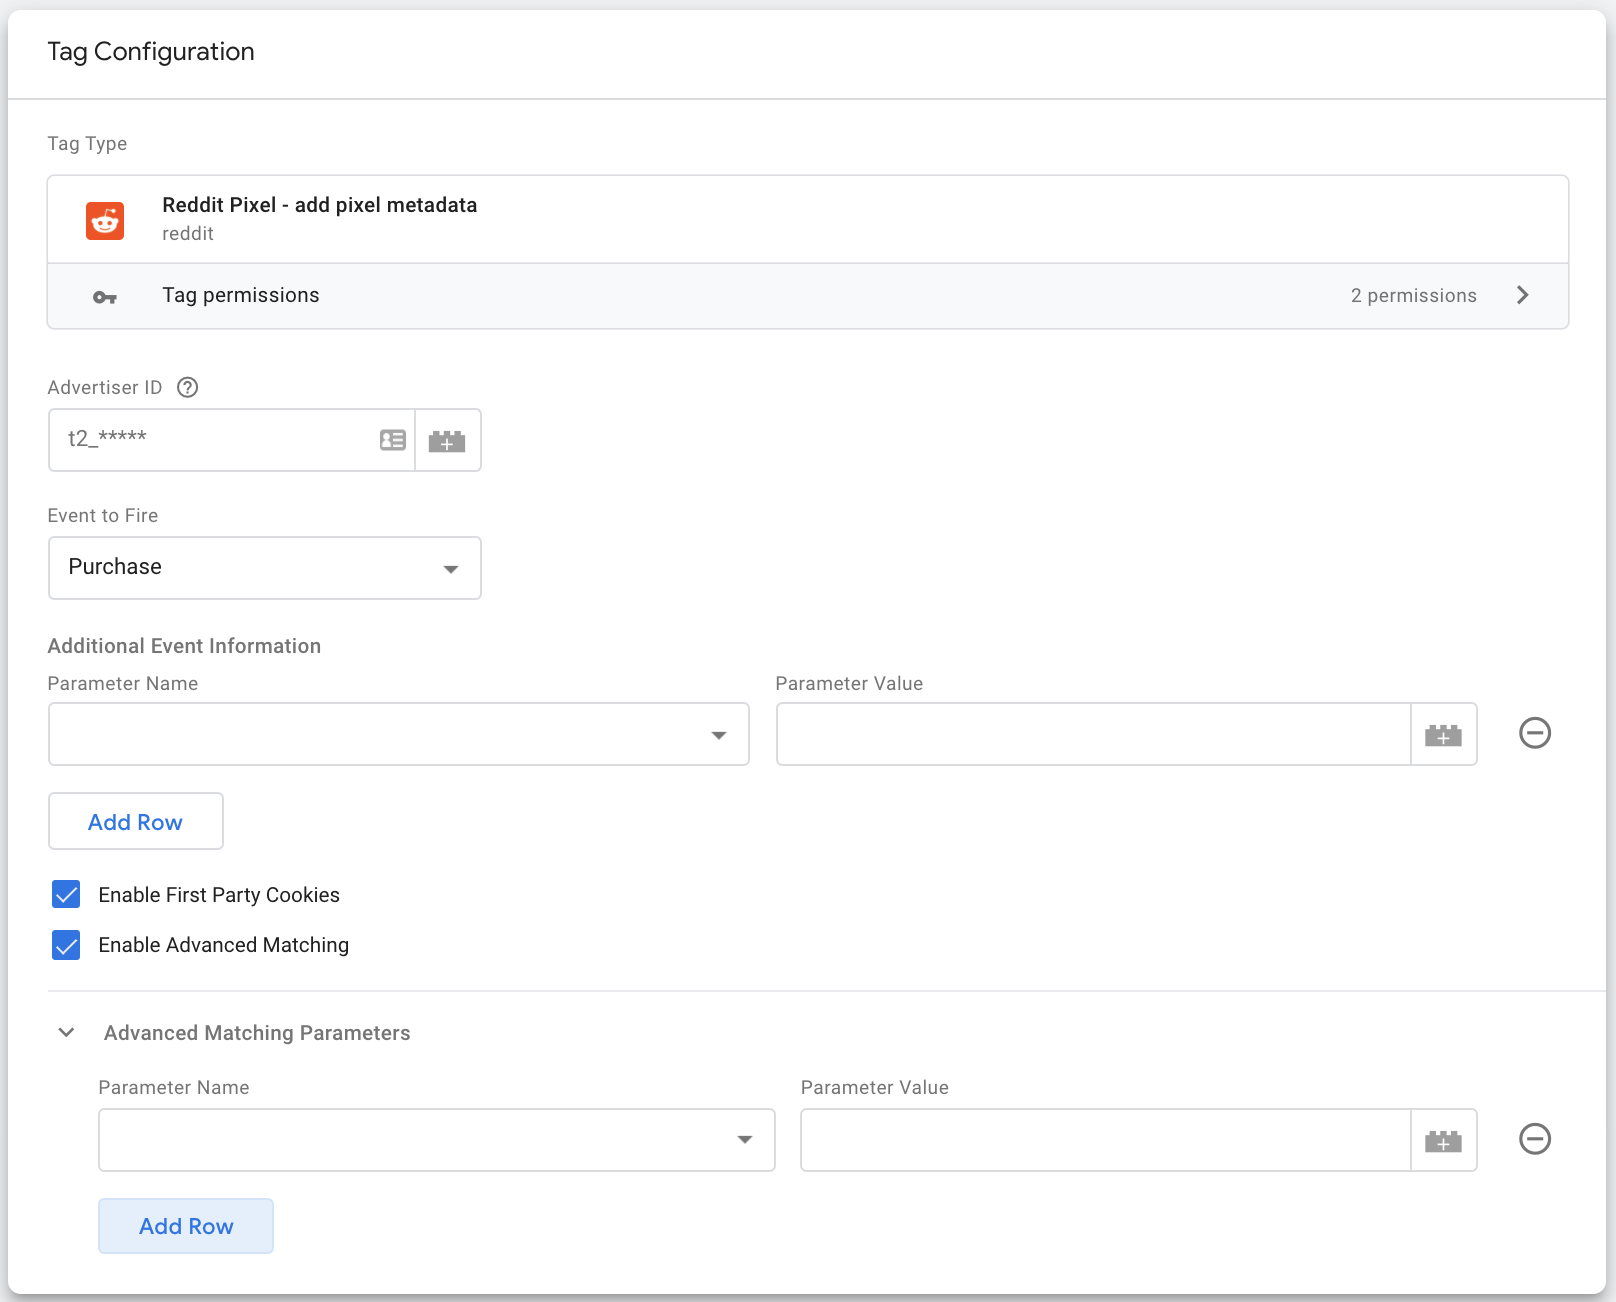 Tag Configuration
Tag Type
Reddit Pixel - add pixel metadata
reddit
Tag permissions 2 permissions
Advertiser ID
t2_*****
Event to Fire
Purchase
Additional Event Information
Parameter Name Parameter Value
Add Row
Enable First Party Cookies
Enable Advanced Matching
Advanced Matching Parameters
Parameter Name Parameter Value
Add Row